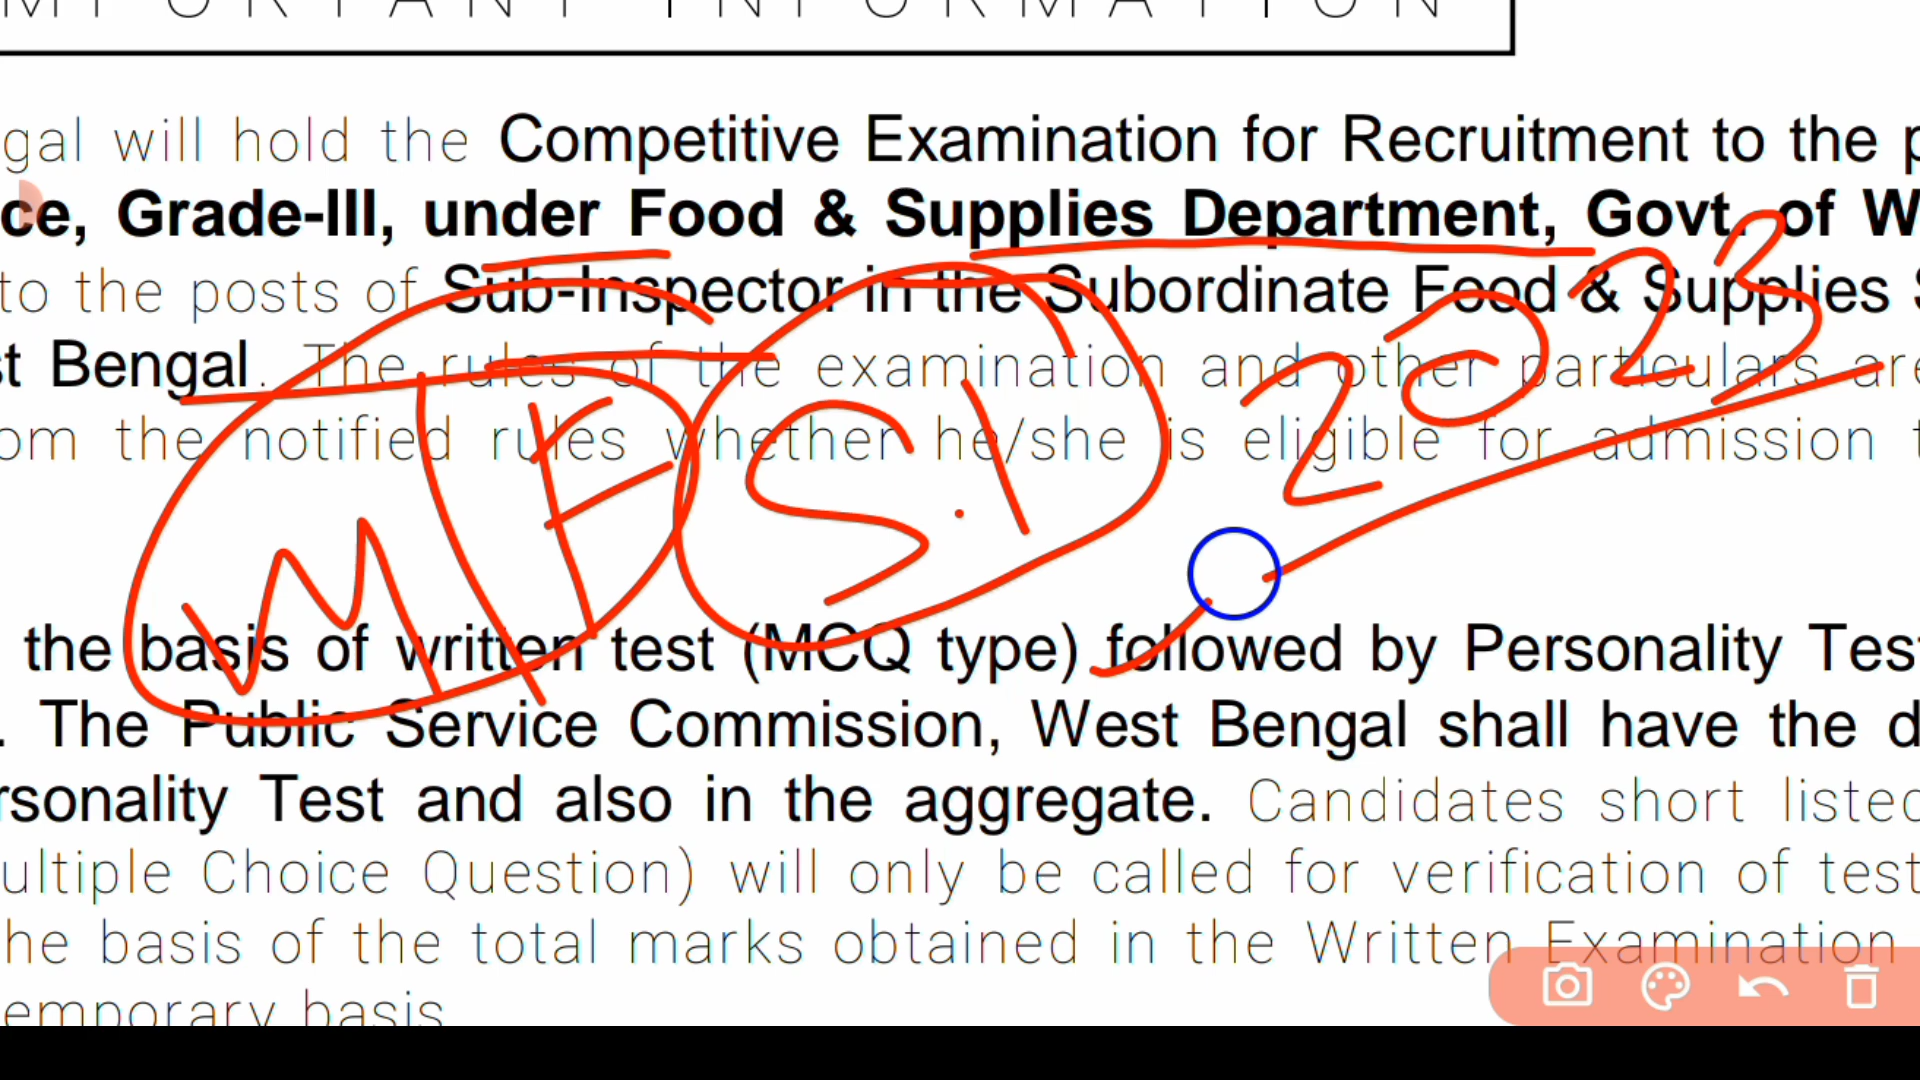 IMPORTANT INFORMATION
gal will hold the Competitive Examination for Recruitment to the p
ce, Grade-III, under Food & Supplies Department, Govt. of W
to the posts of Sub-Inspector in the Subordinate Food & Supplies S
st Bengal. The rules of the examination and other particulars are
om the notified rules whether he/she is eligible for admission t
S.I 2023
the basis of written test (MCQ type) followed by Personality Test
. The Public Service Commission, West Bengal shall have the d
rsonality Test and also in the aggregate. Candidates short listed
ultiple Choice Question) will only be called for verification of test
he basis of the total marks obtained in the Written Examination
emporary basis